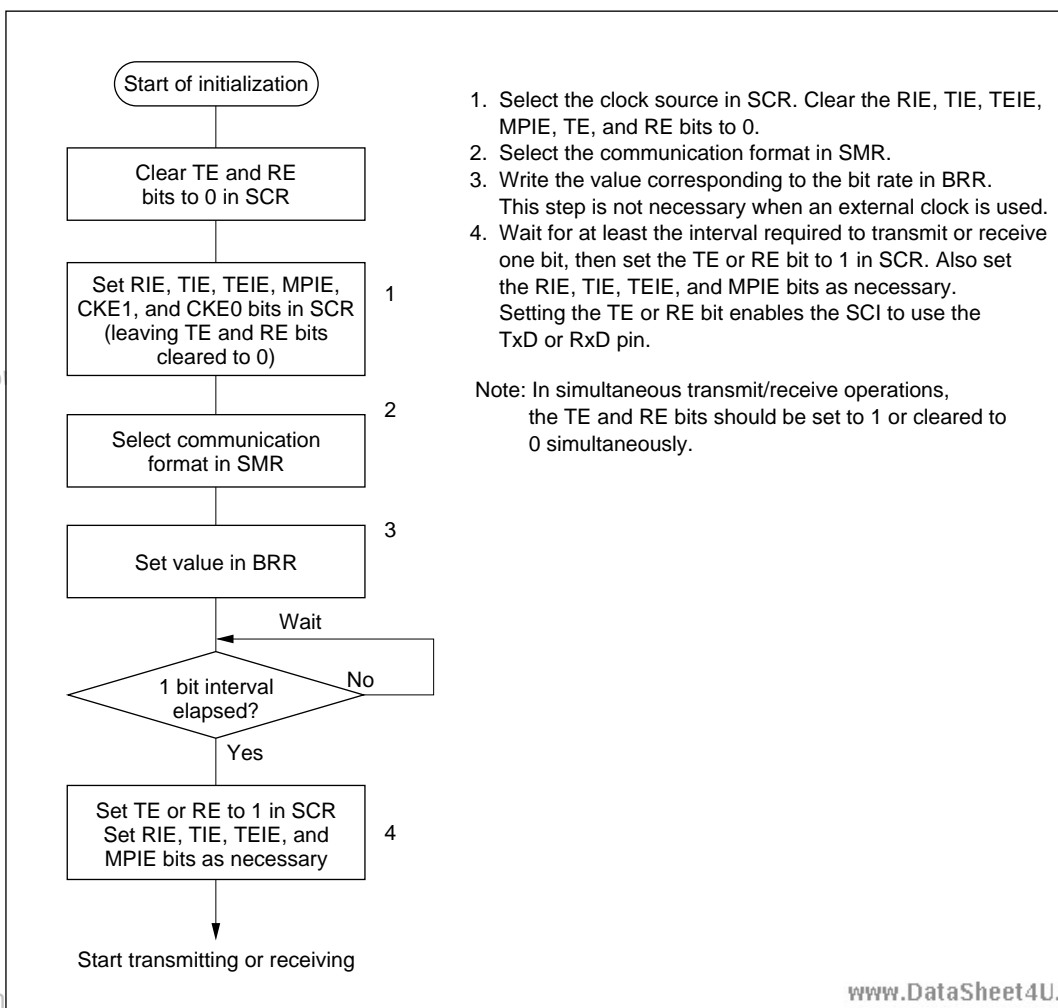 Start of initialization
Clear TE and RE
bits to 0 in SCR
Set RIE, TIE, TEIE, MPIE,
CKE1, and CKE0 bits in SCR
(leaving TE and RE bits
cleared to 0)
1
2
Select communication
format in SMR
3
Set value in BRR
Wait
1 bit interval
elapsed?
No
Yes
Set TE or RE to 1 in SCR
Set RIE, TIE, TEIE, and
MPIE bits as necessary
4
Start transmitting or receiving
1. Select the clock source in SCR. Clear the RIE, TIE, TEIE,
MPIE, TE, and RE bits to 0.
2. Select the communication format in SMR.
3. Write the value corresponding to the bit rate in BRR.
This step is not necessary when an external clock is used.
4. Wait for at least the interval required to transmit or receive
one bit, then set the TE or RE bit to 1 in SCR. Also set
the RIE, TIE, TEIE, and MPIE bits as necessary.
Setting the TE or RE bit enables the SCI to use the
TxD or RxD pin.
Note: In simultaneous transmit/receive operations,
the TE and RE bits should be set to 1 or cleared to
0 simultaneously.
www.DataSheet4U.